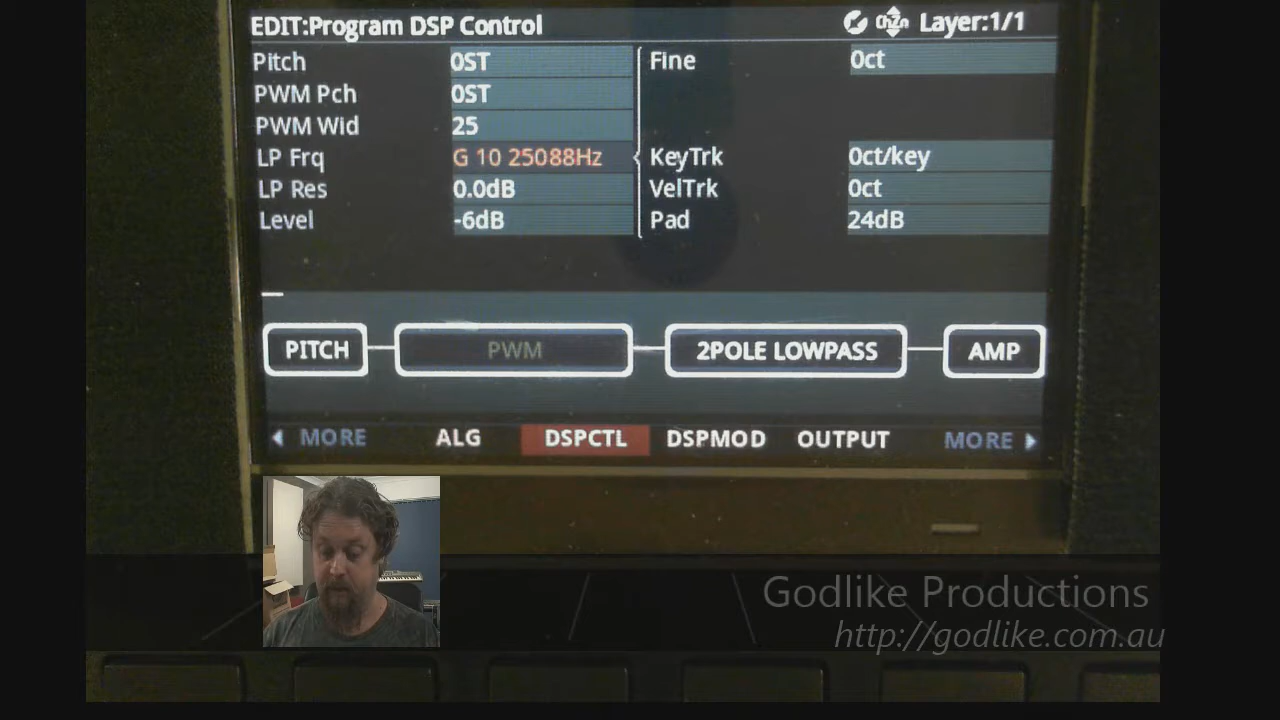 EDIT:Program DSP Control Ch2n Layer:1/1
Pitch 0ST Fine 0ct
PWM Pch 0ST
PWM Wid 25
LP Frq G 10 25088Hz KeyTrk 0ct/key
LP Res 0.0dB VelTrk 0ct
Level -6dB Pad 24dB
PITCH PWM 2POLE LOWPASS AMP
MORE ALG DSPCTL DSPMOD OUTPUT MORE
Godlike Productions
http://godlike.com.au